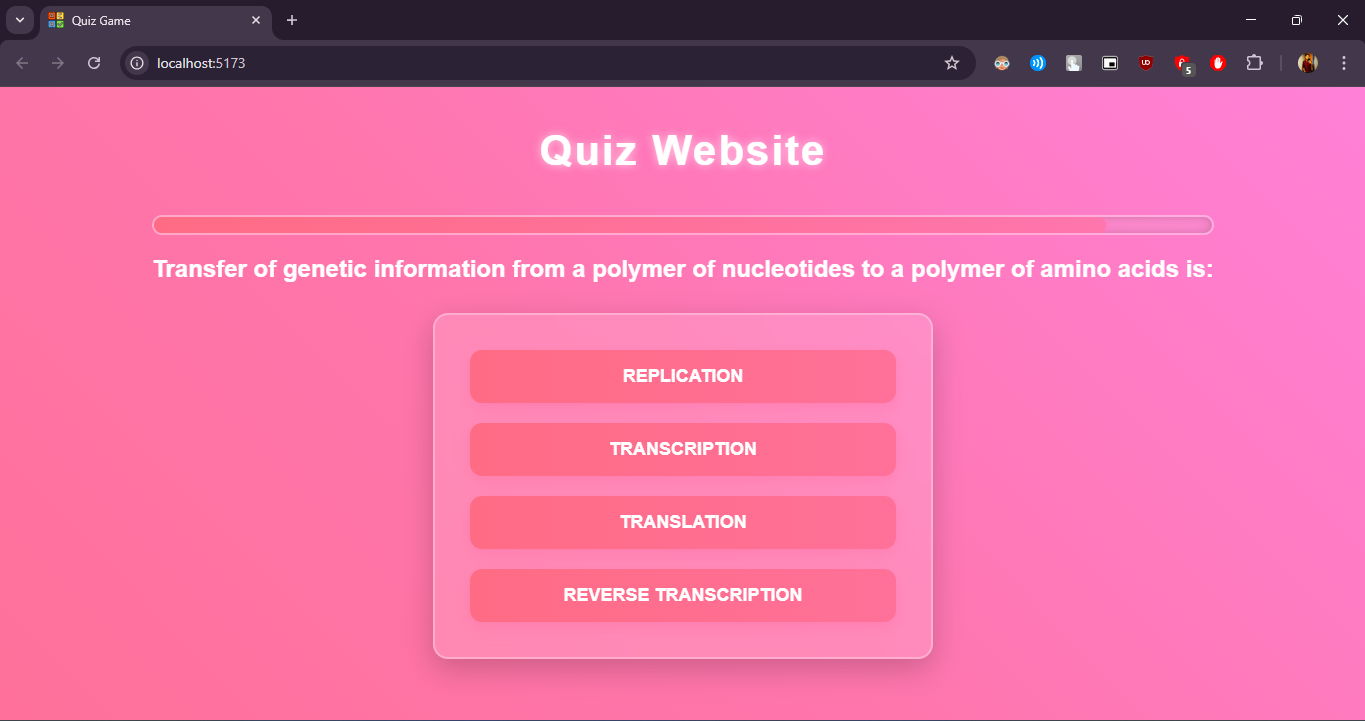 Quiz Game
localhost:5173
5
Quiz Website
Transfer of genetic information from a polymer of nucleotides to a polymer of amino acids is:
REPLICATION
TRANSCRIPTION
TRANSLATION
REVERSE TRANSCRIPTION